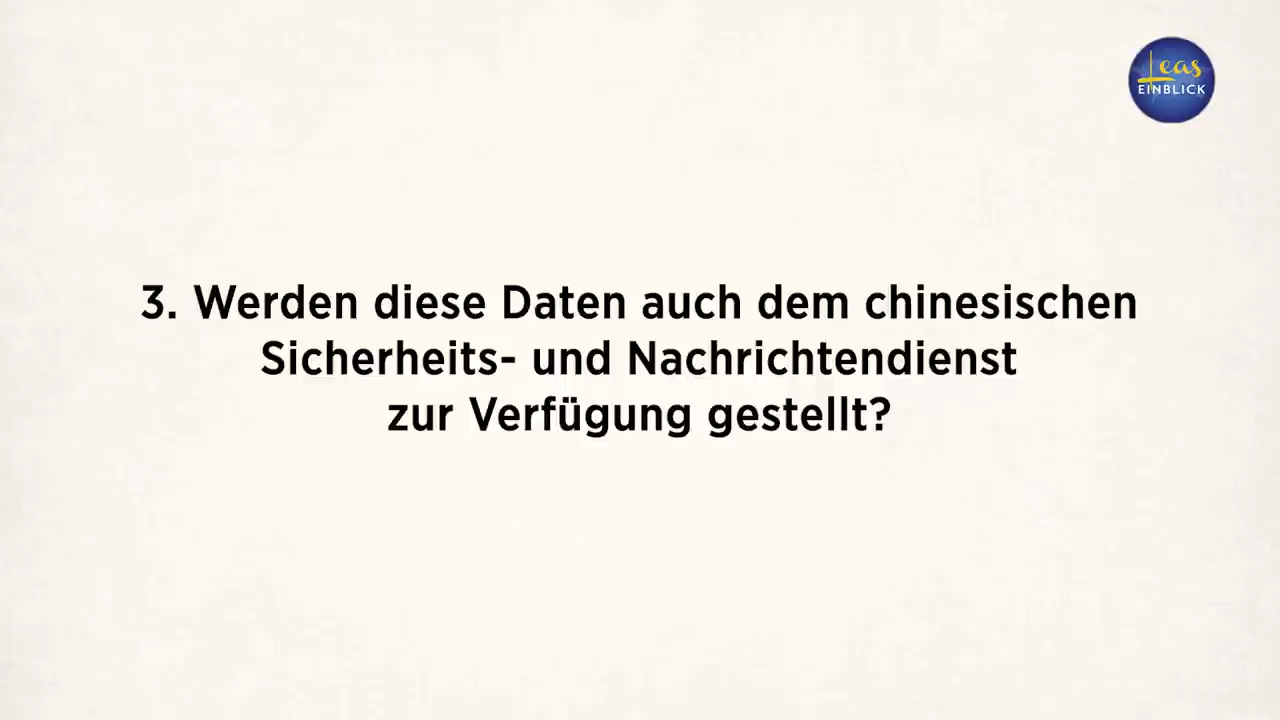 Leas
EINBLICK
3. Werden diese Daten auch dem chinesischen
Sicherheits- und Nachrichtendienst
zur Verfügung gestellt?